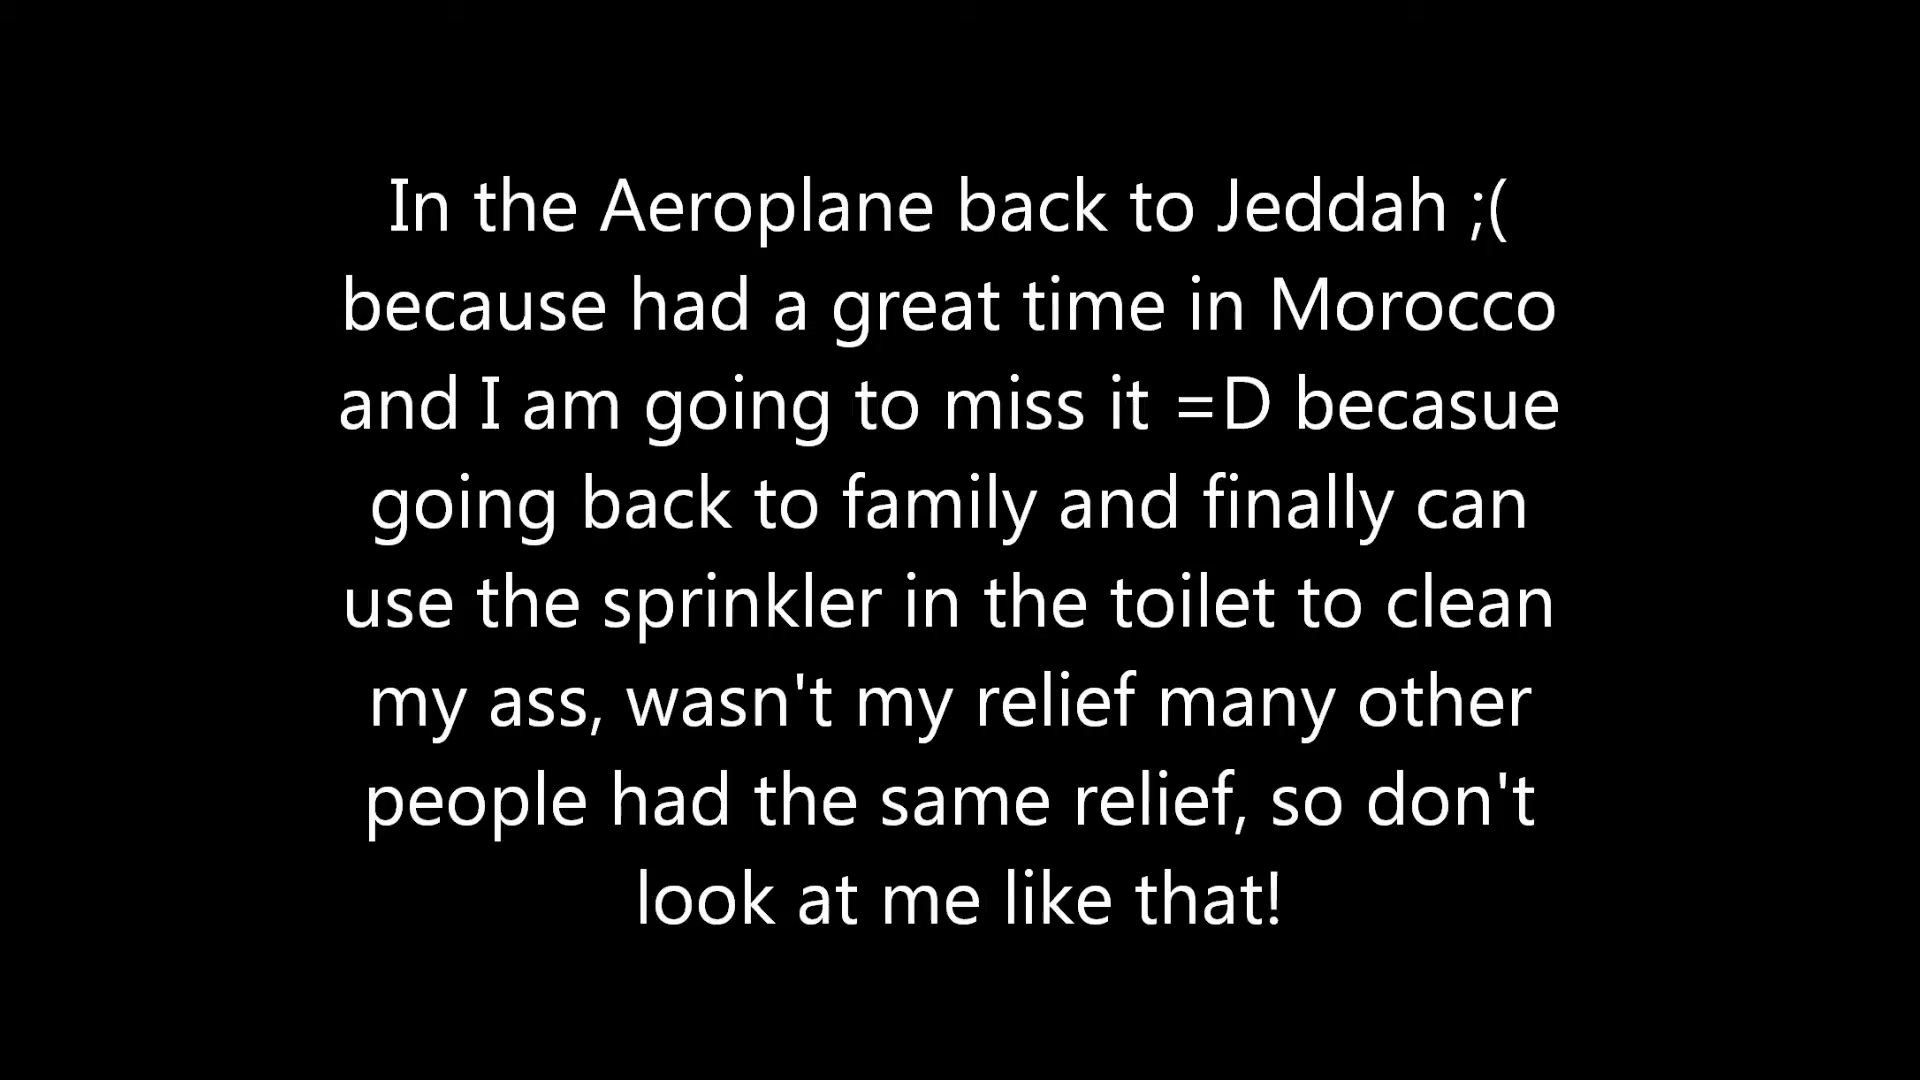 In the Aeroplane back to Jeddah ;(
because had a great time in Morocco
and I am going to miss it =D becasue
going back to family and finally can
use the sprinkler in the toilet to clean
my ass, wasn't my relief many other
people had the same relief, so don't
look at me like that!